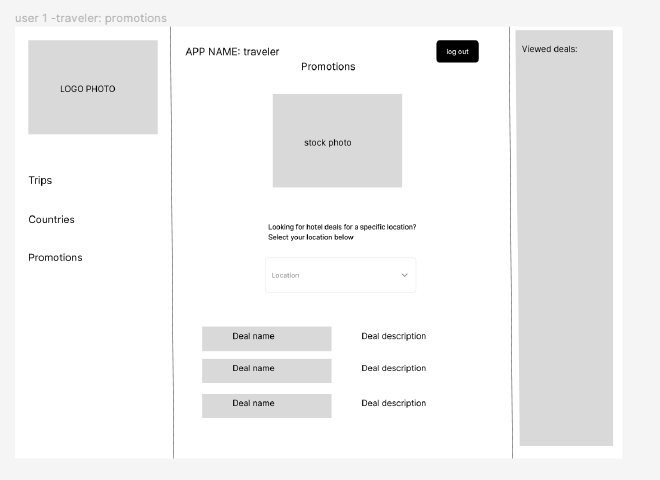 user 1 -traveler: promotions
LOGO PHOTO
Trips
Countries
Promotions
APP NAME: traveler
log out
Promotions
stock photo
Looking for hotel deals for a specific location?
Select your location below
Location
Deal name
Deal description
Deal name
Deal description
Deal name
Deal description
Viewed deals: